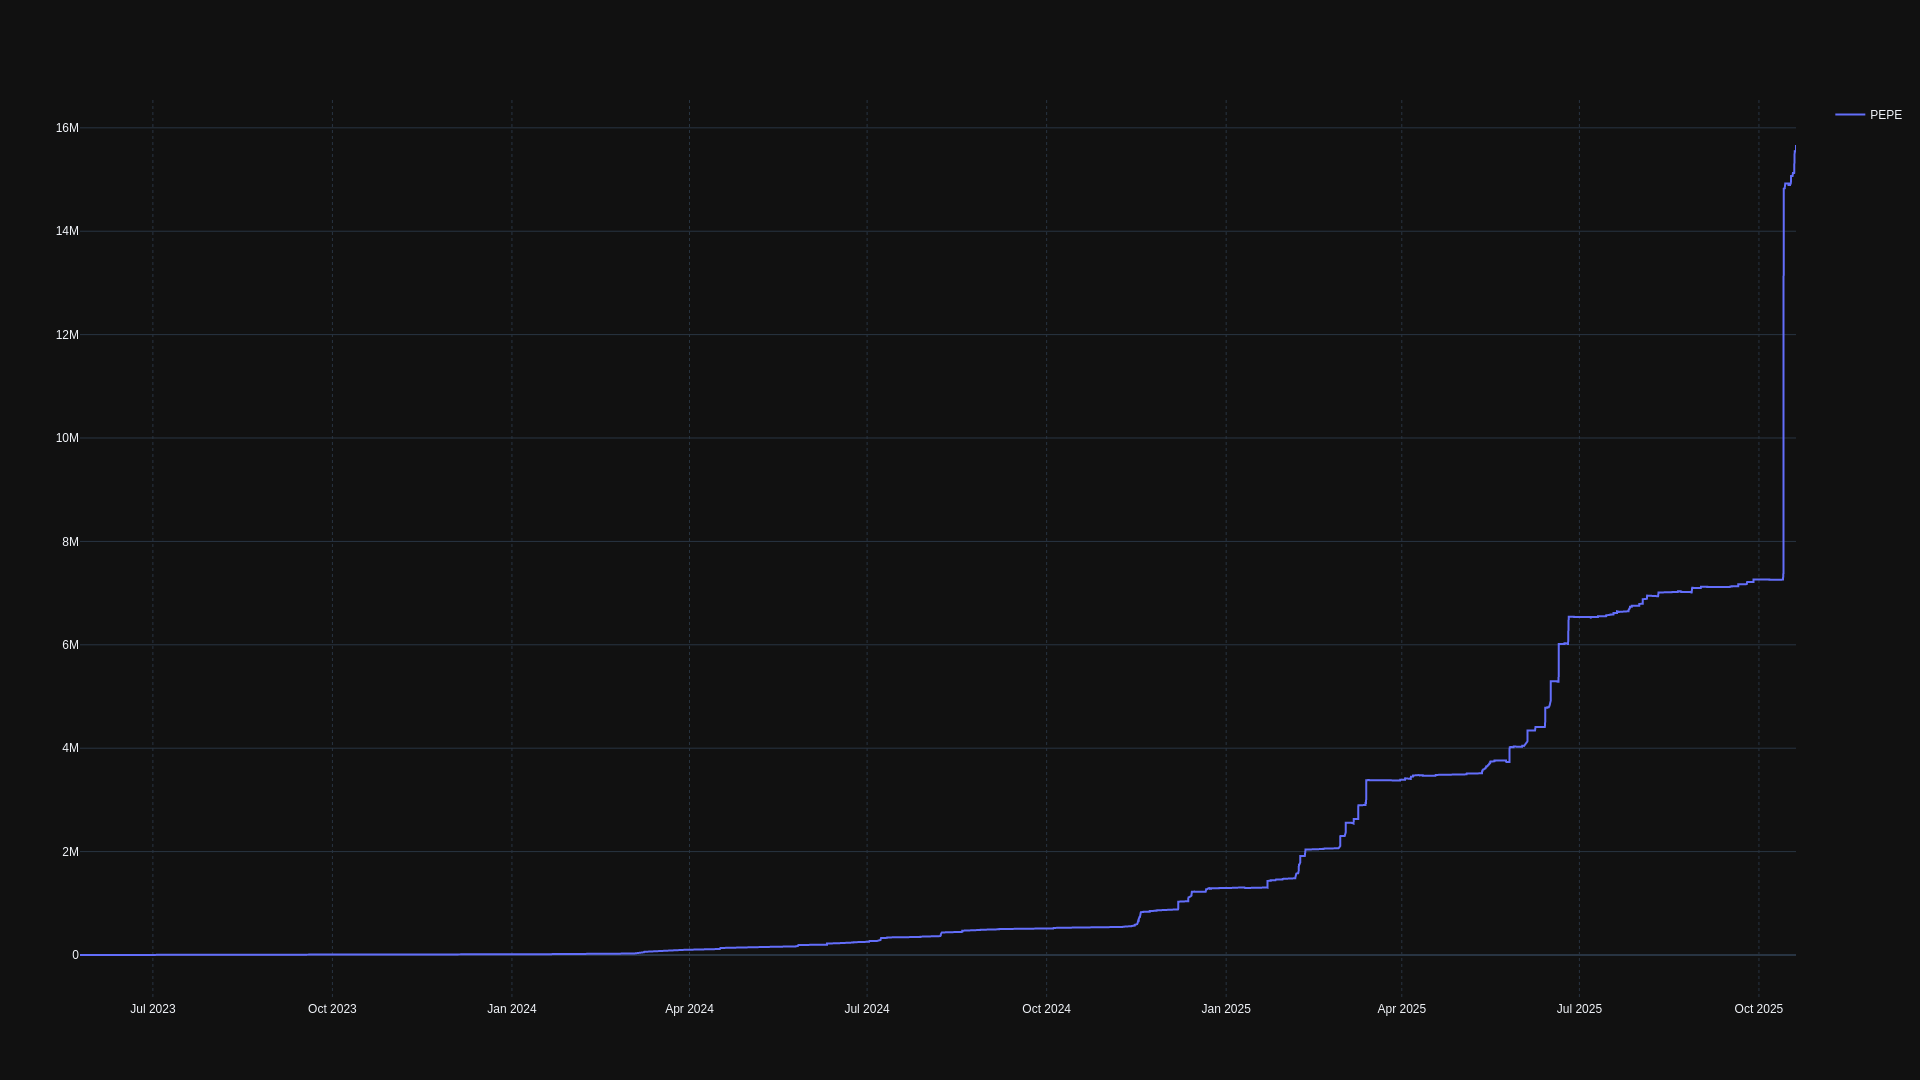 PEPE
16M
14M
12M
10M
8M
6M
4M
2M
0
Jul 2023
Oct 2023
Jan 2024
Apr 2024
Jul 2024
Oct 2024
Jan 2025
Apr 2025
Jul 2025
Oct 2025